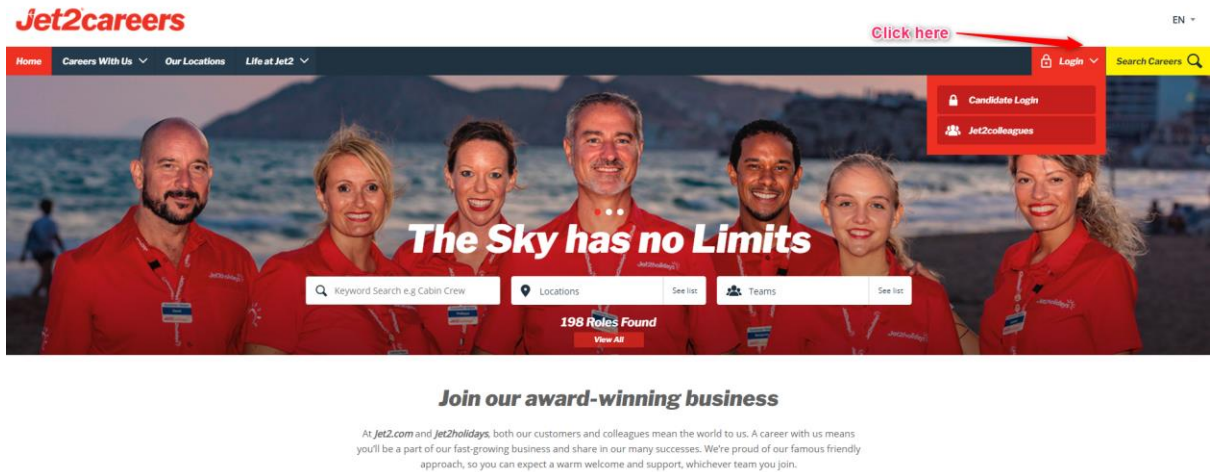 Jet2careers
EN
Click here
Home Careers With Us Our Locations Life at Jet2 Login Search Careers
Candidate Login
Jet2colleagues
The Sky has no Limits
Keyword Search e.g Cabin Crew Locations See list Teams See list
198 Roles Found
View All
Join our award-winning business
At Jet2.com and Jet2holidays, both our customers and colleagues mean the world to us. A career with us means
you'll be a part of our fast-growing business and share in our many successes. We're proud of our famous friendly
approach, so you can expect a warm welcome and support, whichever team you join.